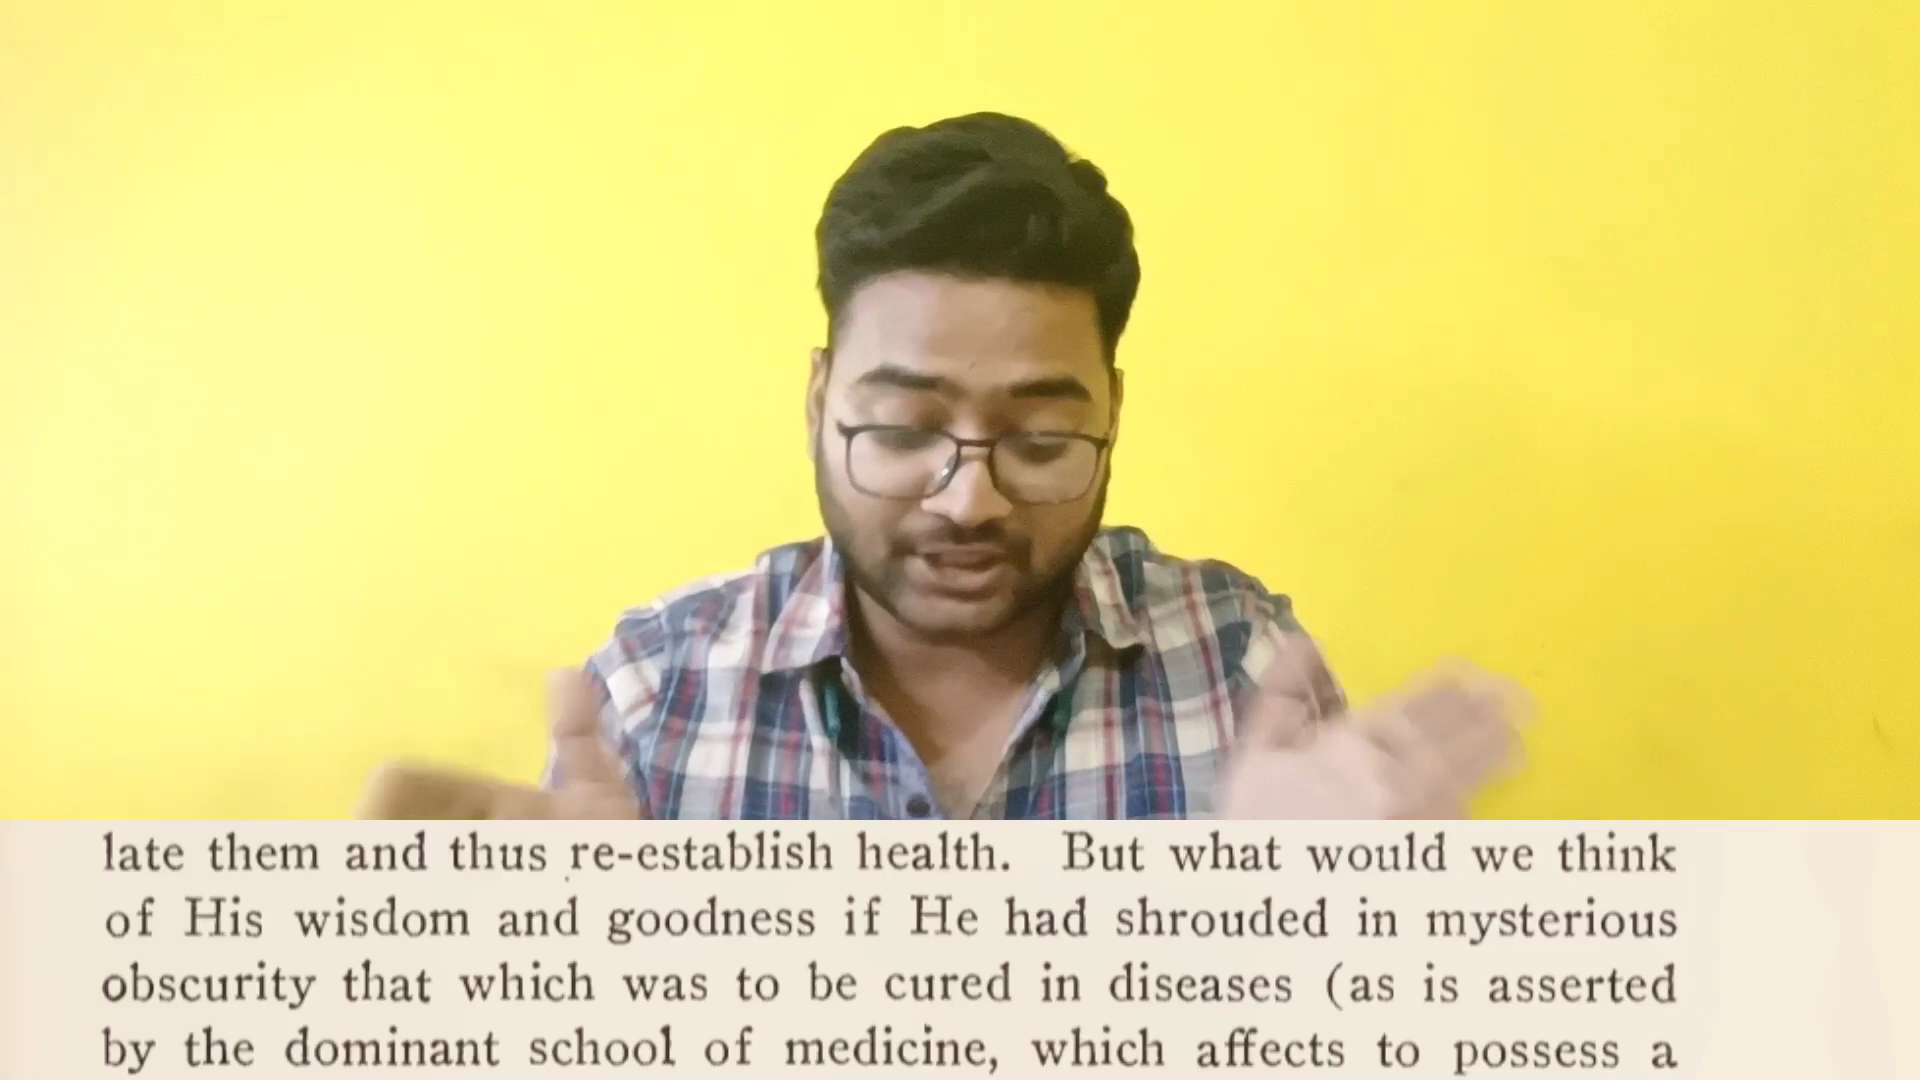 late them and thus re-establish health. But what would we think
of His wisdom and goodness if He had shrouded in mysterious
obscurity that which was to be cured in diseases (as is asserted
by the dominant school of medicine, which affects to possess a